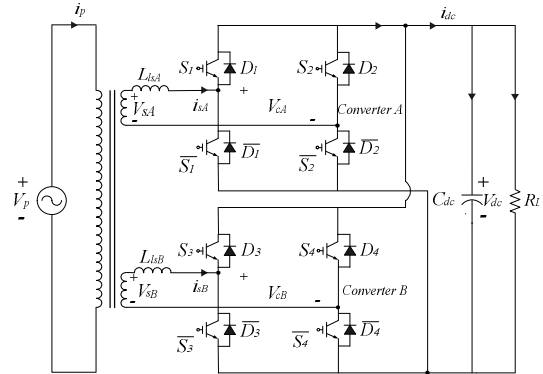 i_p
i_dc
L_lsA
S_1
D_1
S_2
D_2
+
V_sA
-
i_sA
+
V_cA
-
Converter A
S̅_1
D̅_1
S̅_2
D̅_2
+
V_p
-
C_dc
+
V_dc
-
R_L
L_lsB
S_3
D_3
S_4
D_4
+
V_sB
-
i_sB
+
V_cB
-
Converter B
S̅_3
D̅_3
S̅_4
D̅_4